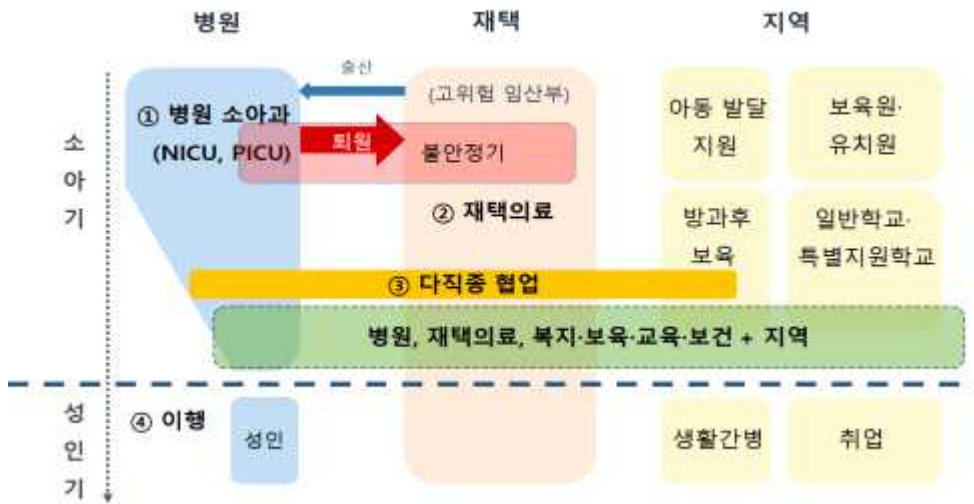 병원
재택
지역
소
아
기
출산
(고위험 임산부)
① 병원 소아과
(NICU, PICU)
퇴원
불안정기
② 재택의료
아동 발달
지원
보육원·
유치원
방과후
보육
일반학교·
특별지원학교
③ 다직종 협업
병원, 재택의료, 복지·보육·교육·보건 + 지역
성
인
기
④ 이행
성인
생활간병
취업